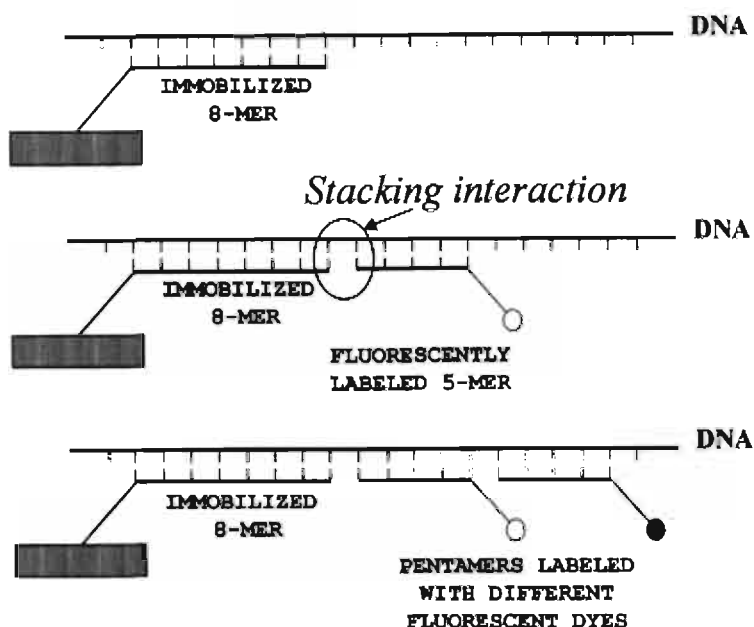 DNA
IMMOBILIZED
8-MER
Stacking interaction
DNA
IMMOBILIZED
8-MER
FLUORESCENTLY
LABELED 5-MER
DNA
IMMOBILIZED
8-MER
PENTAMERS LABELED
WITH DIFFERENT
FLUORESCENT DYES